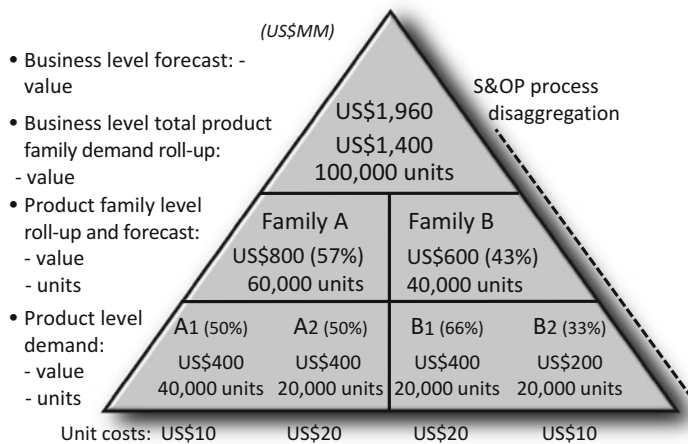 (US$MM)
• Business level forecast: -
value
• Business level total product
family demand roll-up:
- value
• Product family level
roll-up and forecast:
- value
- units
• Product level
demand:
- value
- units
S&OP process
disaggregation
US$1,960
US$1,400
100,000 units
Family A
US$800 (57%)
60,000 units
Family B
US$600 (43%)
40,000 units
A1 (50%)
US$400
40,000 units
A2 (50%)
US$400
20,000 units
B1 (66%)
US$400
20,000 units
B2 (33%)
US$200
20,000 units
Unit costs: US$10 US$20 US$20 US$10